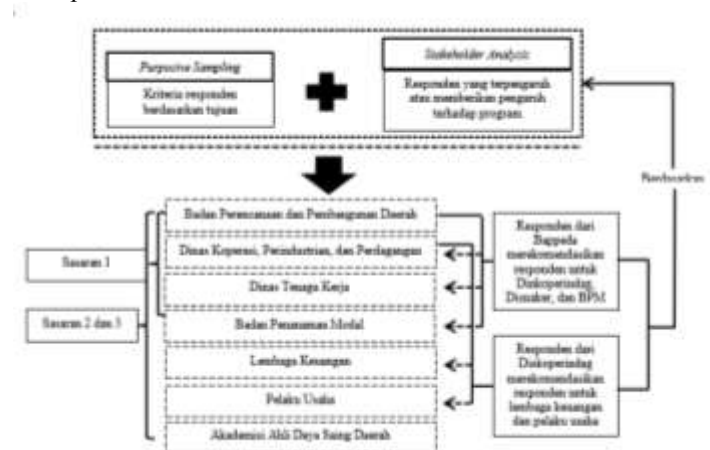 Purposive Sampling
Kriteria responden
berdasarkan tujuan
Stakeholder Analysis
Responden yang terpengaruh
atau memberikan pengaruh
terhadap program
Berdasarkan
Badan Perencanaan dan Pembangunan Daerah
Dinas Koperasi, Perindustrian, dan Perdagangan
Dinas Tenaga Kerja
Badan Penanaman Modal
Lembaga Keuangan
Pelaku Usaha
Akademisi Ahli Daya Saing Daerah
Sasaran 1
Sasaran 2 dan 3
Responden dari
Bappeda
merekomendasikan
responden untuk
Diskoperindag,
Disnaker, dan BPM
Responden dari
Diskoperindag
merekomendasikan
responden untuk
lembaga keuangan
dan pelaku usaha